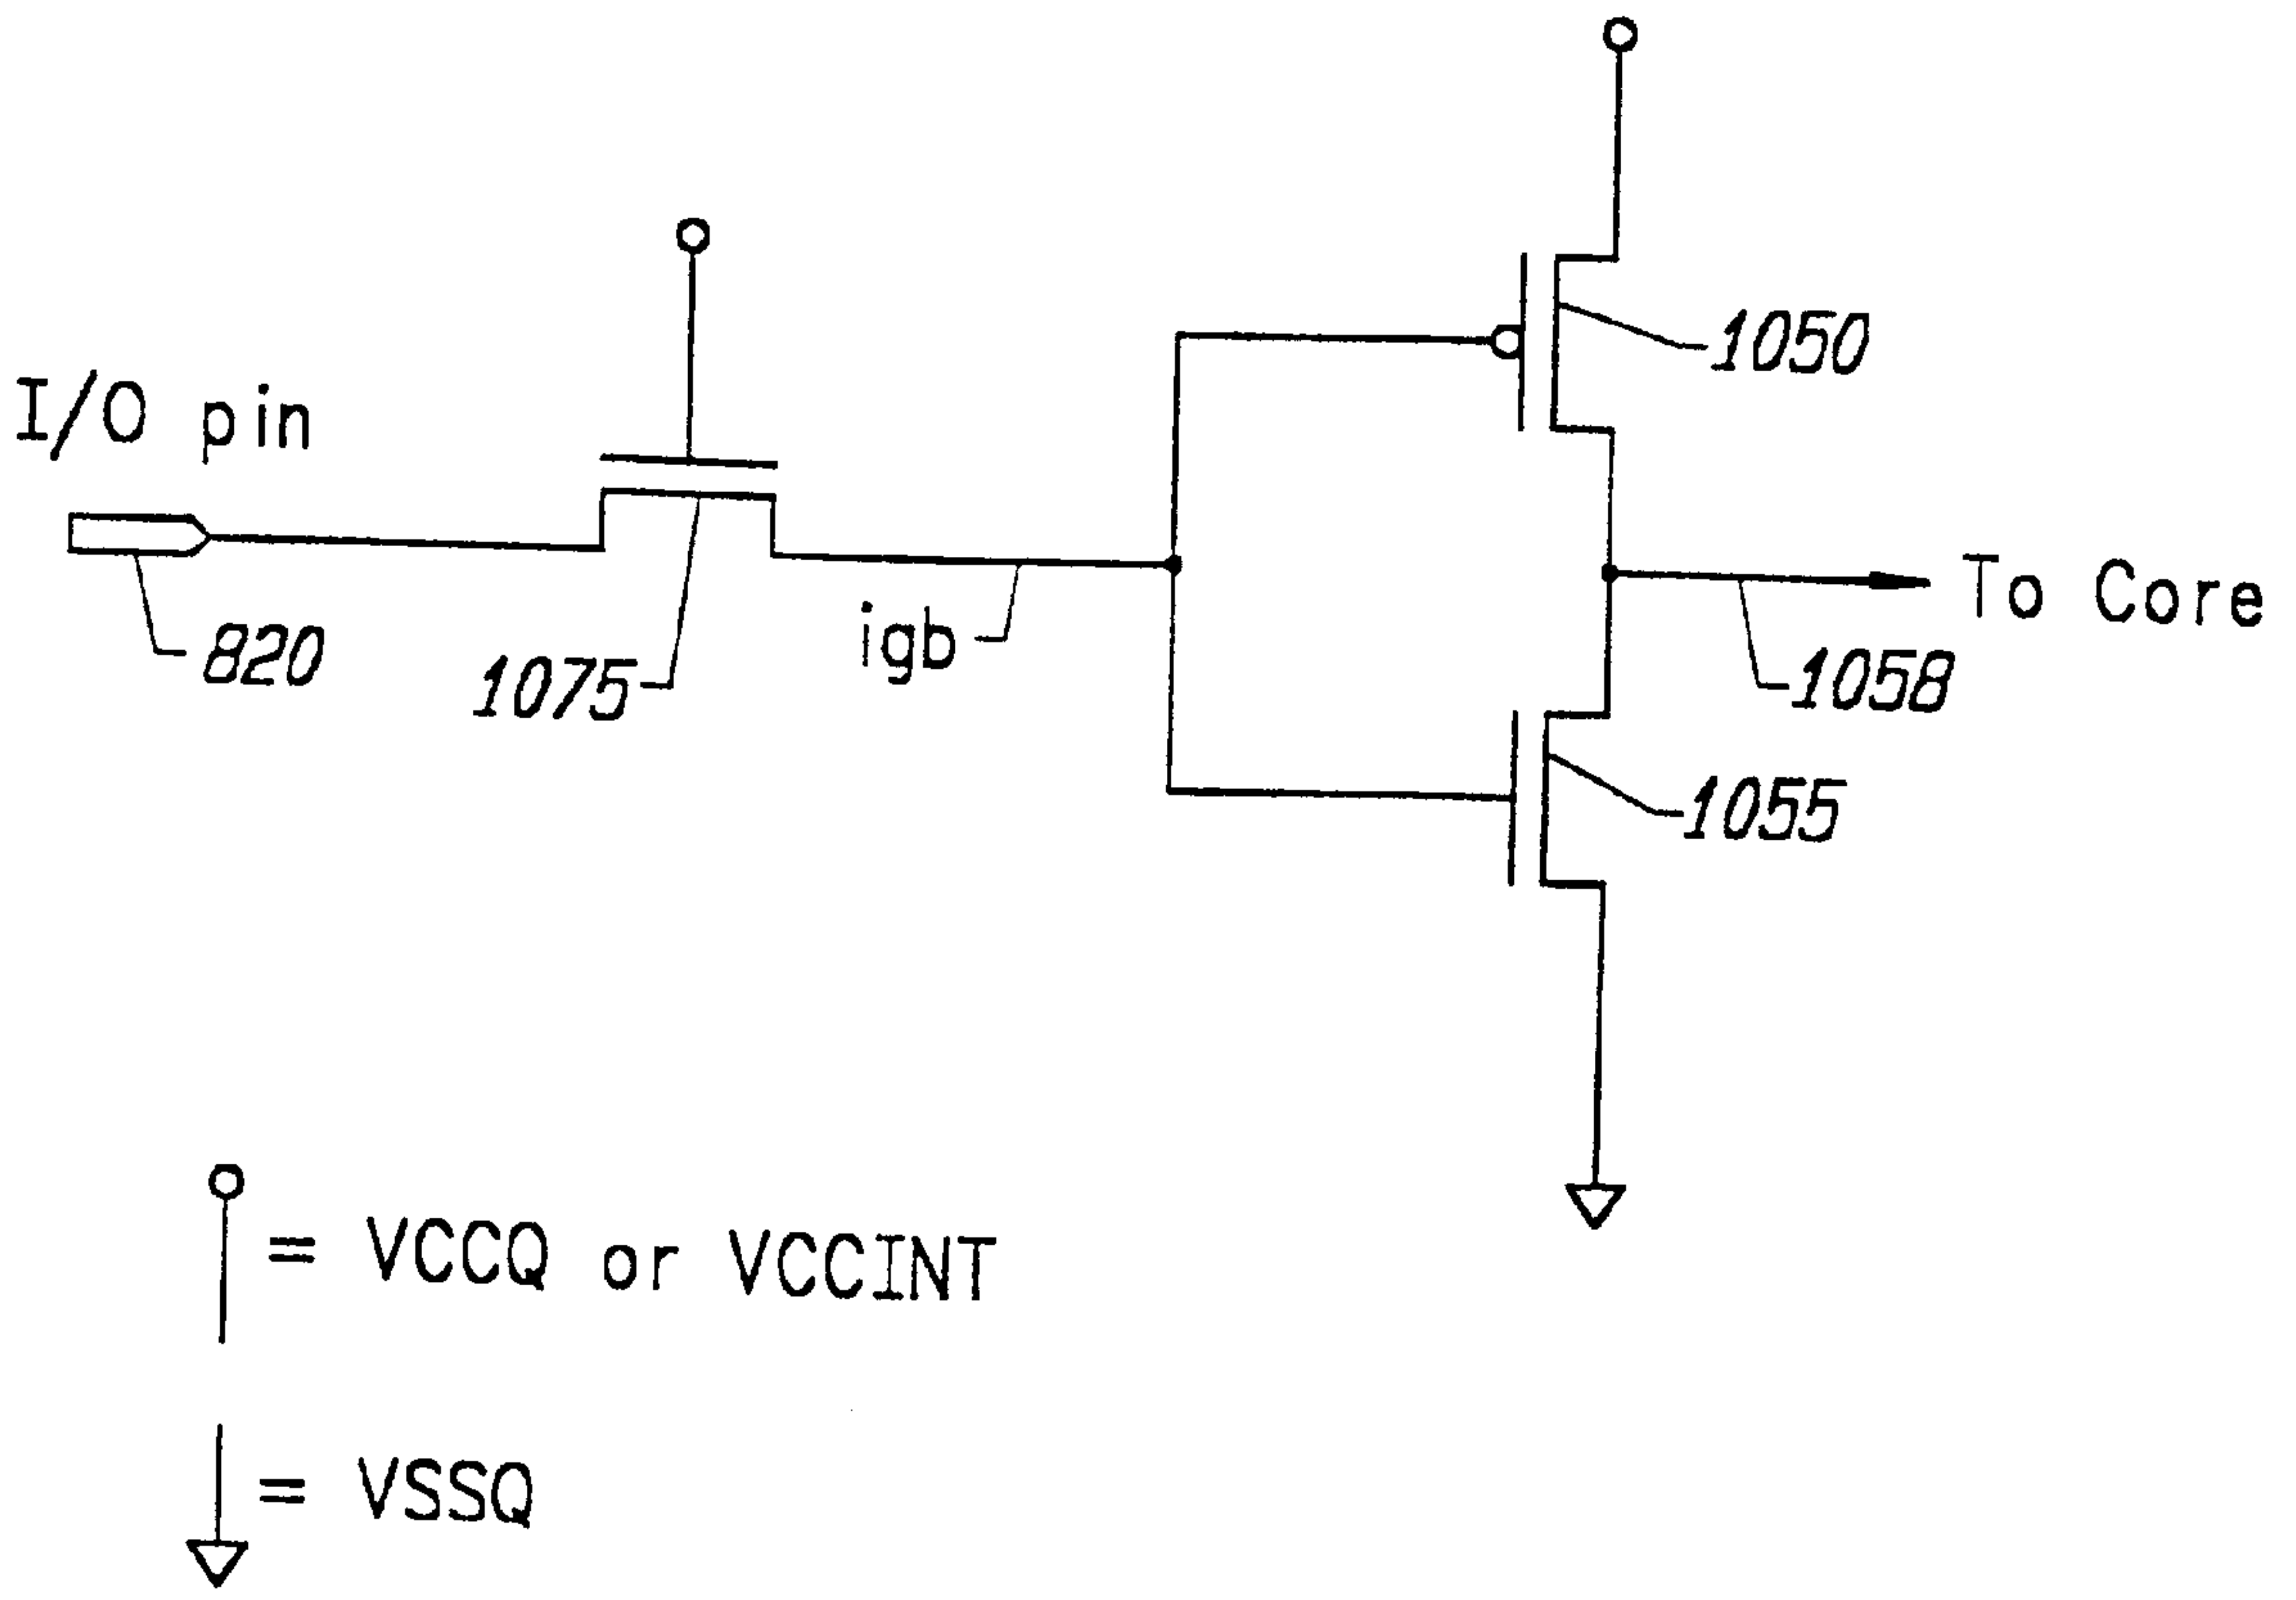 I/O pin
1050
To Core
820
1075
igb
1058
1055
= VCCQ or VCCINT
= VSSQ